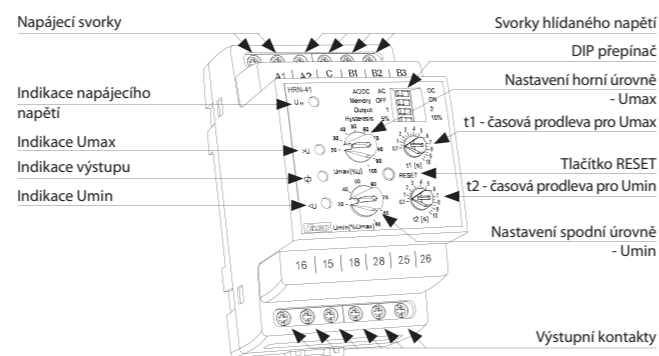 Napájecí svorky
Svorky hlídaného napětí
DIP přepínač
A1 A2 C B1 B2 B3
HRN-41
Un
AC/DC AC DC
Memory OFF ON
Output 1 2
Hysteresis 5% 10%
Indikace napájecího
napětí
Nastavení horní úrovně
- Umax
t1 - časová prodleva pro Umax
Indikace Umax
>U
Umax[%U]
t1 [s]
Indikace výstupu
RESET
Tlačítko RESET
t2 - časová prodleva pro Umin
Indikace Umin
<U
Umin[%Umax]
t2 [s]
Nastavení spodní úrovně
- Umin
16 15 18 28 25 26
Výstupní kontakty